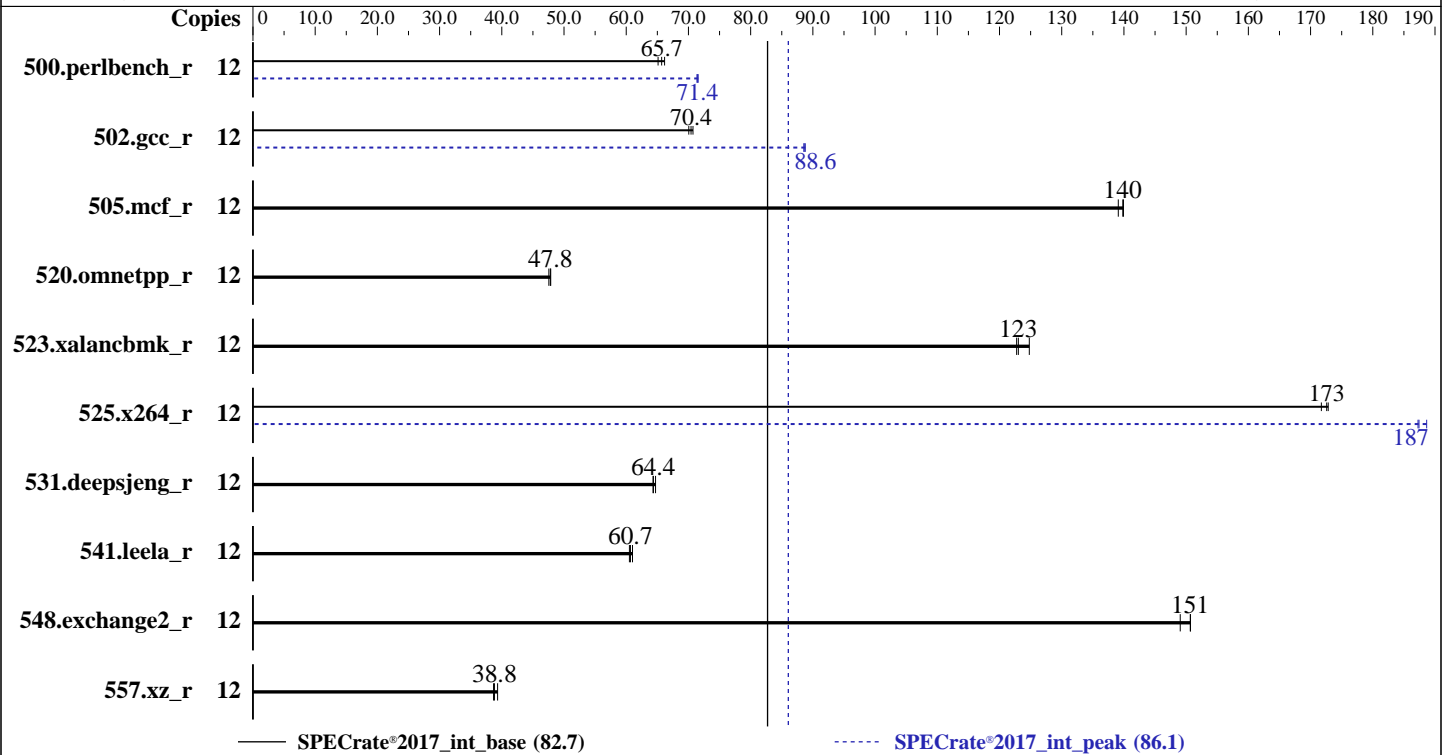 Copies 0 10.0 20.0 30.0 40.0 50.0 60.0 70.0 80.0 90.0 100 110 120 130 140 150 160 170 180 190
65.7
500.perlbench_r 12
71.4
70.4
502.gcc_r 12
88.6
140
505.mcf_r 12
47.8
520.omnetpp_r 12
123
523.xalancbmk_r 12
173
525.x264_r 12
187
64.4
531.deepsjeng_r 12
60.7
541.leela_r 12
151
548.exchange2_r 12
38.8
557.xz_r 12
SPECrate®2017_int_base (82.7) SPECrate®2017_int_peak (86.1)